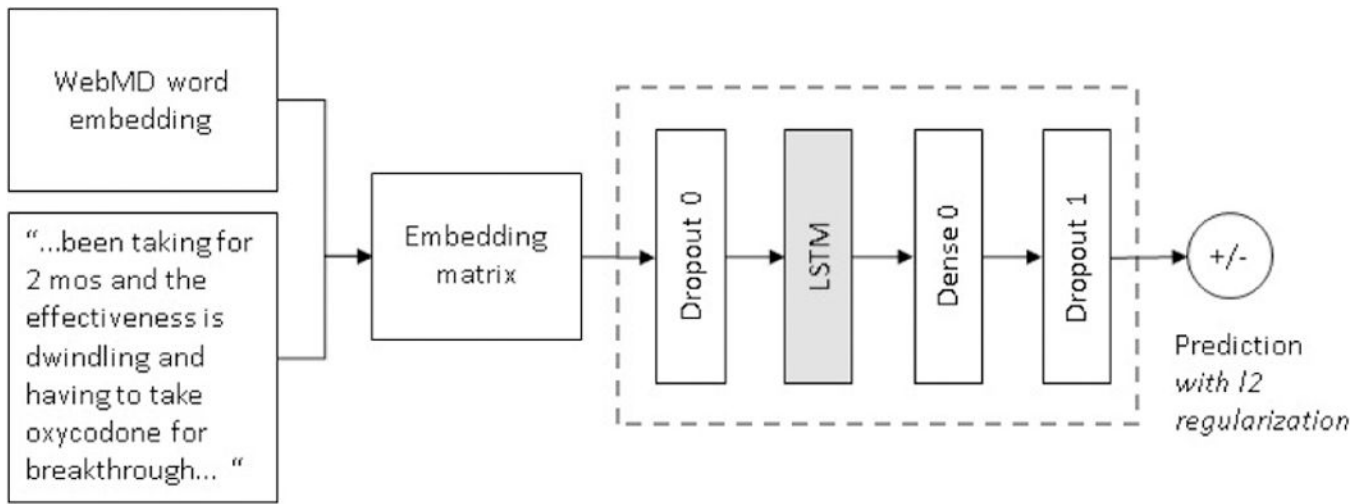 WebMD word
embedding
"...been taking for
2 mos and the
effectiveness is
dwindling and
having to take
oxycodone for
breakthrough... "
Embedding
matrix
Dropout 0
LSTM
Dense 0
Dropout 1
+/-
Prediction
with l2
regularization